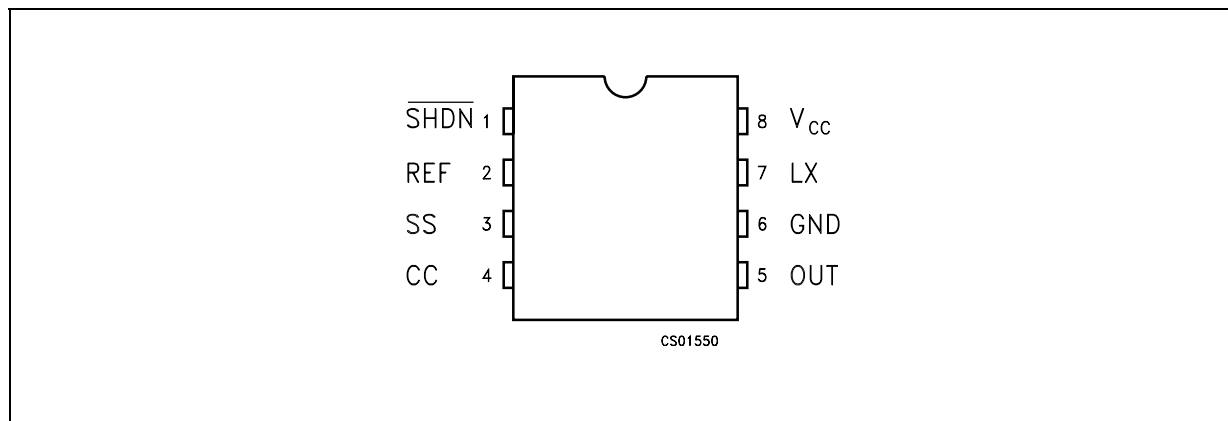 SHDN 1 8 VCC
REF 2 7 LX
SS 3 6 GND
CC 4 5 OUT
CS01550